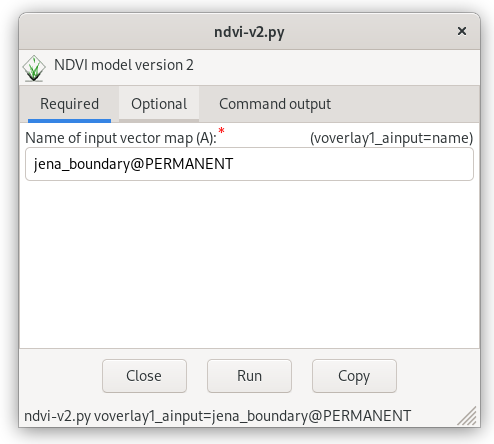 ndvi-v2.py
NDVI model version 2
Required Optional Command output
Name of input vector map (A):* (voverlay1_ainput=name)
jena_boundary@PERMANENT
Close Run Copy
ndvi-v2.py voverlay1_ainput=jena_boundary@PERMANENT